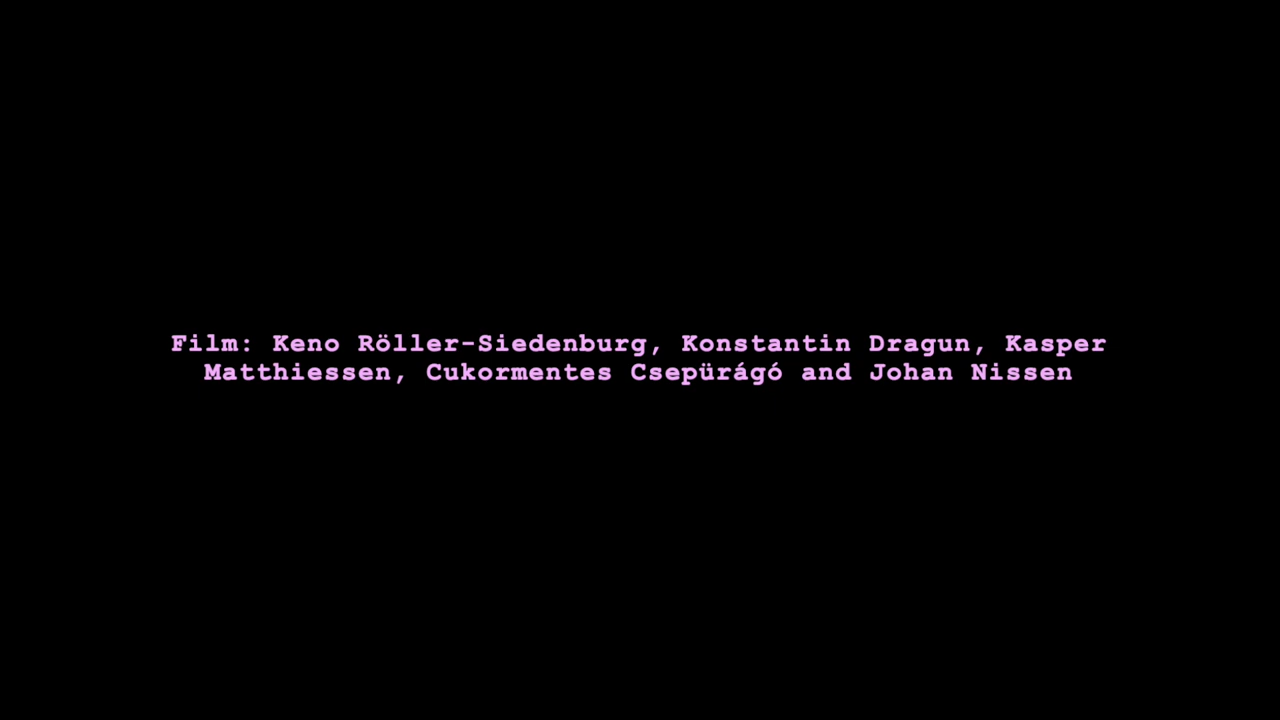 Film: Keno Röller-Siedenburg, Konstantin Dragun, Kasper
Matthiessen, Cukormentes Csepürágó and Johan Nissen